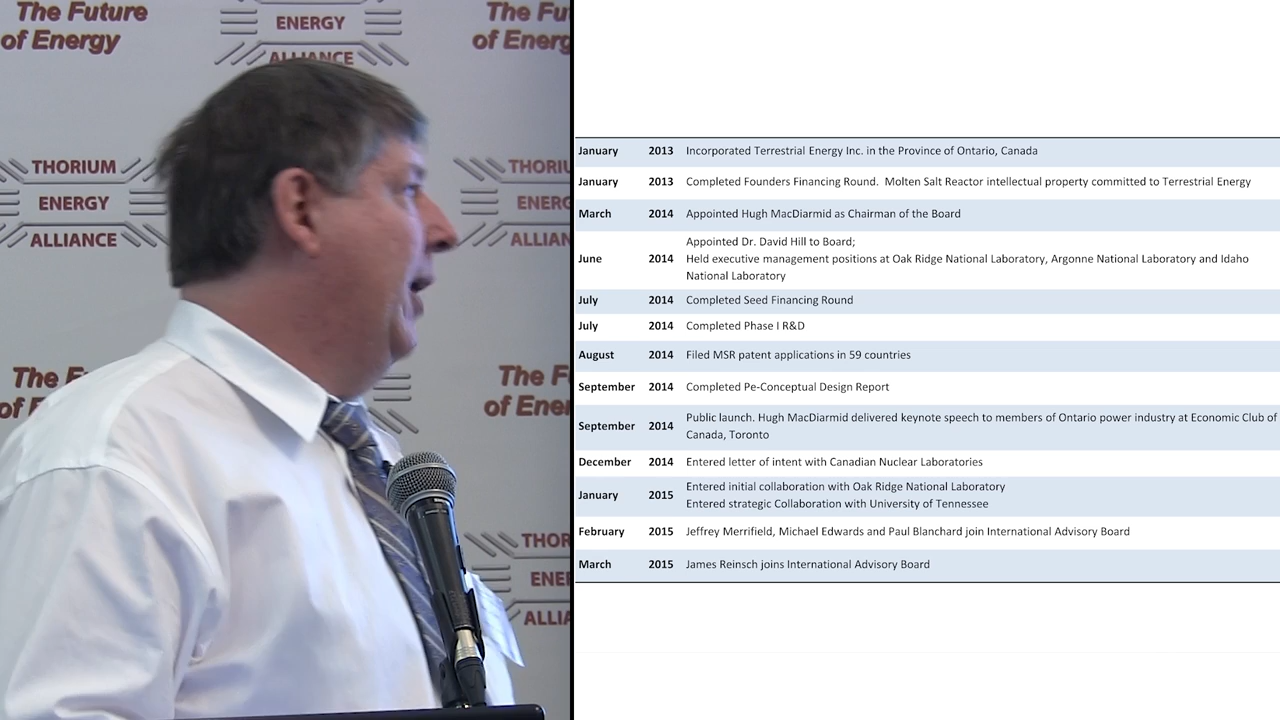 The Future
of Energy
ENERGY
ALLIANCE
The Future
of Energ
THORIUM
ENERGY
ALLIANCE
THORIU
ENERG
ALLIAN
The Fu
of F
The F
of Ener
THOR
ENE
ALLIA
January 2013 Incorporated Terrestrial Energy Inc. in the Province of Ontario, Canada
January 2013 Completed Founders Financing Round. Molten Salt Reactor intellectual property committed to Terrestrial Energy
March 2014 Appointed Hugh MacDiarmid as Chairman of the Board
June 2014 Appointed Dr. David Hill to Board;
Held executive management positions at Oak Ridge National Laboratory, Argonne National Laboratory and Idaho
National Laboratory
July 2014 Completed Seed Financing Round
July 2014 Completed Phase I R&D
August 2014 Filed MSR patent applications in 59 countries
September 2014 Completed Pe-Conceptual Design Report
September 2014 Public launch. Hugh MacDiarmid delivered keynote speech to members of Ontario power industry at Economic Club of
Canada, Toronto
December 2014 Entered letter of intent with Canadian Nuclear Laboratories
January 2015 Entered initial collaboration with Oak Ridge National Laboratory
Entered strategic Collaboration with University of Tennessee
February 2015 Jeffrey Merrifield, Michael Edwards and Paul Blanchard join International Advisory Board
March 2015 James Reinsch joins International Advisory Board